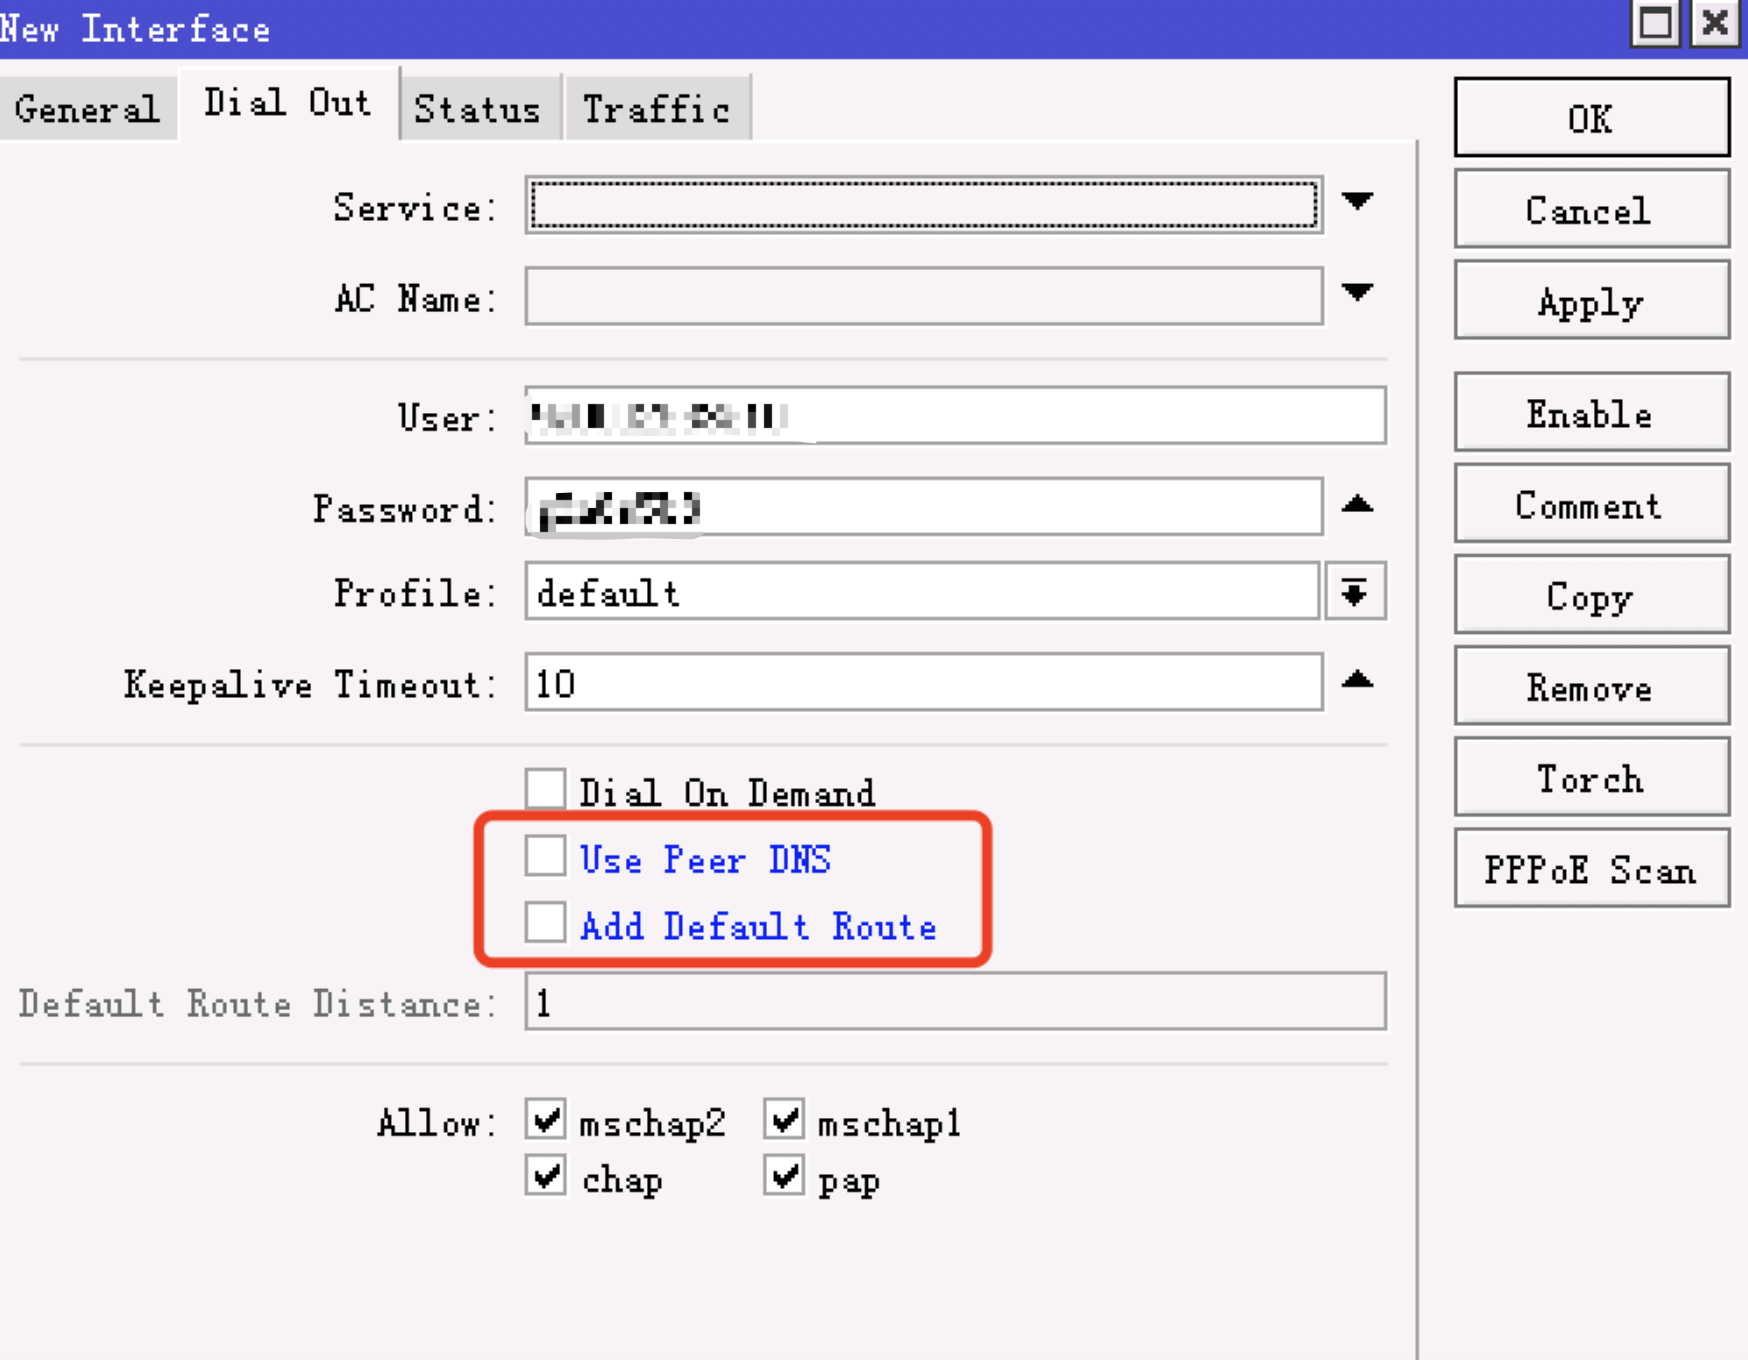 New Interface
General Dial Out Status Traffic
Service:
AC Name:
User:
Password:
Profile: default
Keepalive Timeout: 10
Dial On Demand
Use Peer DNS
Add Default Route
Default Route Distance: 1
Allow: mschap2 mschap1
chap pap
OK
Cancel
Apply
Enable
Comment
Copy
Remove
Torch
PPPoE Scan